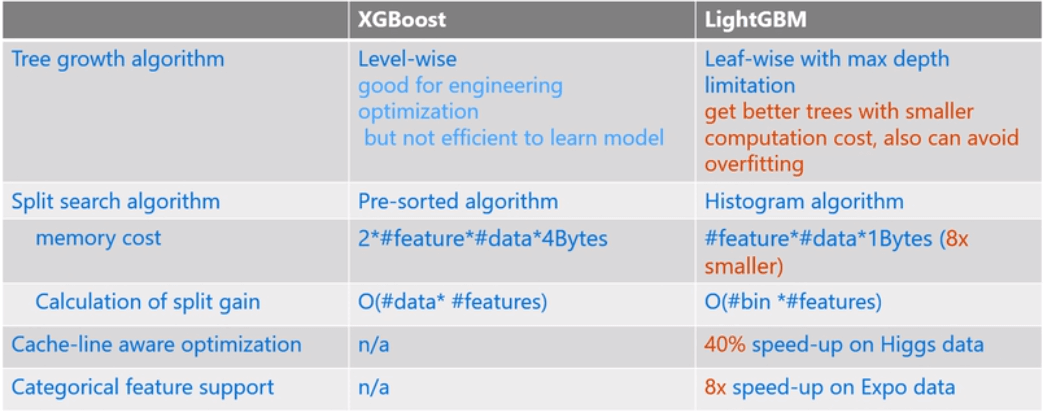 XGBoost
LightGBM
Tree growth algorithm
Level-wise
good for engineering
optimization
but not efficient to learn model
Leaf-wise with max depth
limitation
get better trees with smaller
computation cost, also can avoid
overfitting
Split search algorithm
Pre-sorted algorithm
Histogram algorithm
memory cost
2*#feature*#data*4Bytes
#feature*#data*1Bytes (8x
smaller)
Calculation of split gain
O(#data* #features)
O(#bin *#features)
Cache-line aware optimization
n/a
40% speed-up on Higgs data
Categorical feature support
n/a
8x speed-up on Expo data